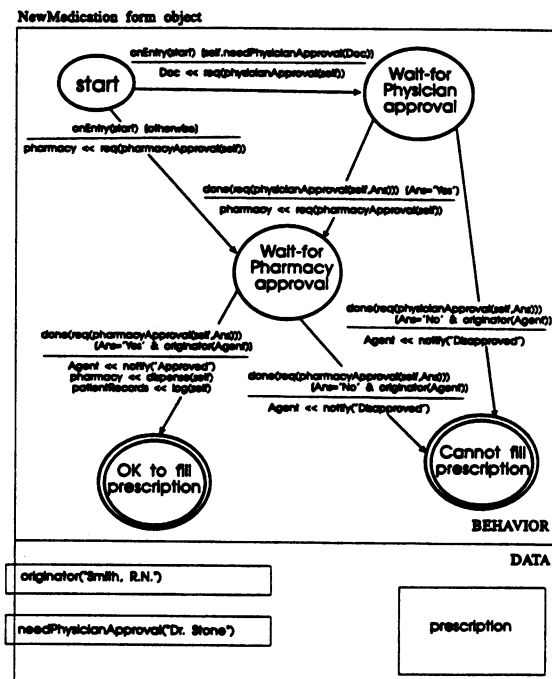 NewMedication form object
onEntry(start) {self.needPhysicianApproval(Doc)}
Doc << req(physicianApproval(self))
start
Wait-for
Physician
approval
onEntry(start) {otherwise}
pharmacy << req(pharmacyApproval(self))
done(req(physicianApproval(self,Ans))) {Ans="Yes"}
pharmacy << req(pharmacyApproval(self))
Wait-for
Pharmacy
approval
done(req(physicianApproval(self,Ans)))
{Ans="No" & originator(Agent)}
Agent << notify("Disapproved")
done(req(pharmacyApproval(self,Ans)))
{Ans="Yes" & originator(Agent)}
Agent << notify("Approved")
pharmacy << dispense(self)
patientRecords << log(self)
done(req(pharmacyApproval(self,Ans)))
{Ans="No" & originator(Agent)}
Agent << notify("Disapproved")
OK to fill
prescription
Cannot fill
prescription
BEHAVIOR
DATA
originator("Smith, R.N.")
needPhysicianApproval("Dr. Stone")
prescription